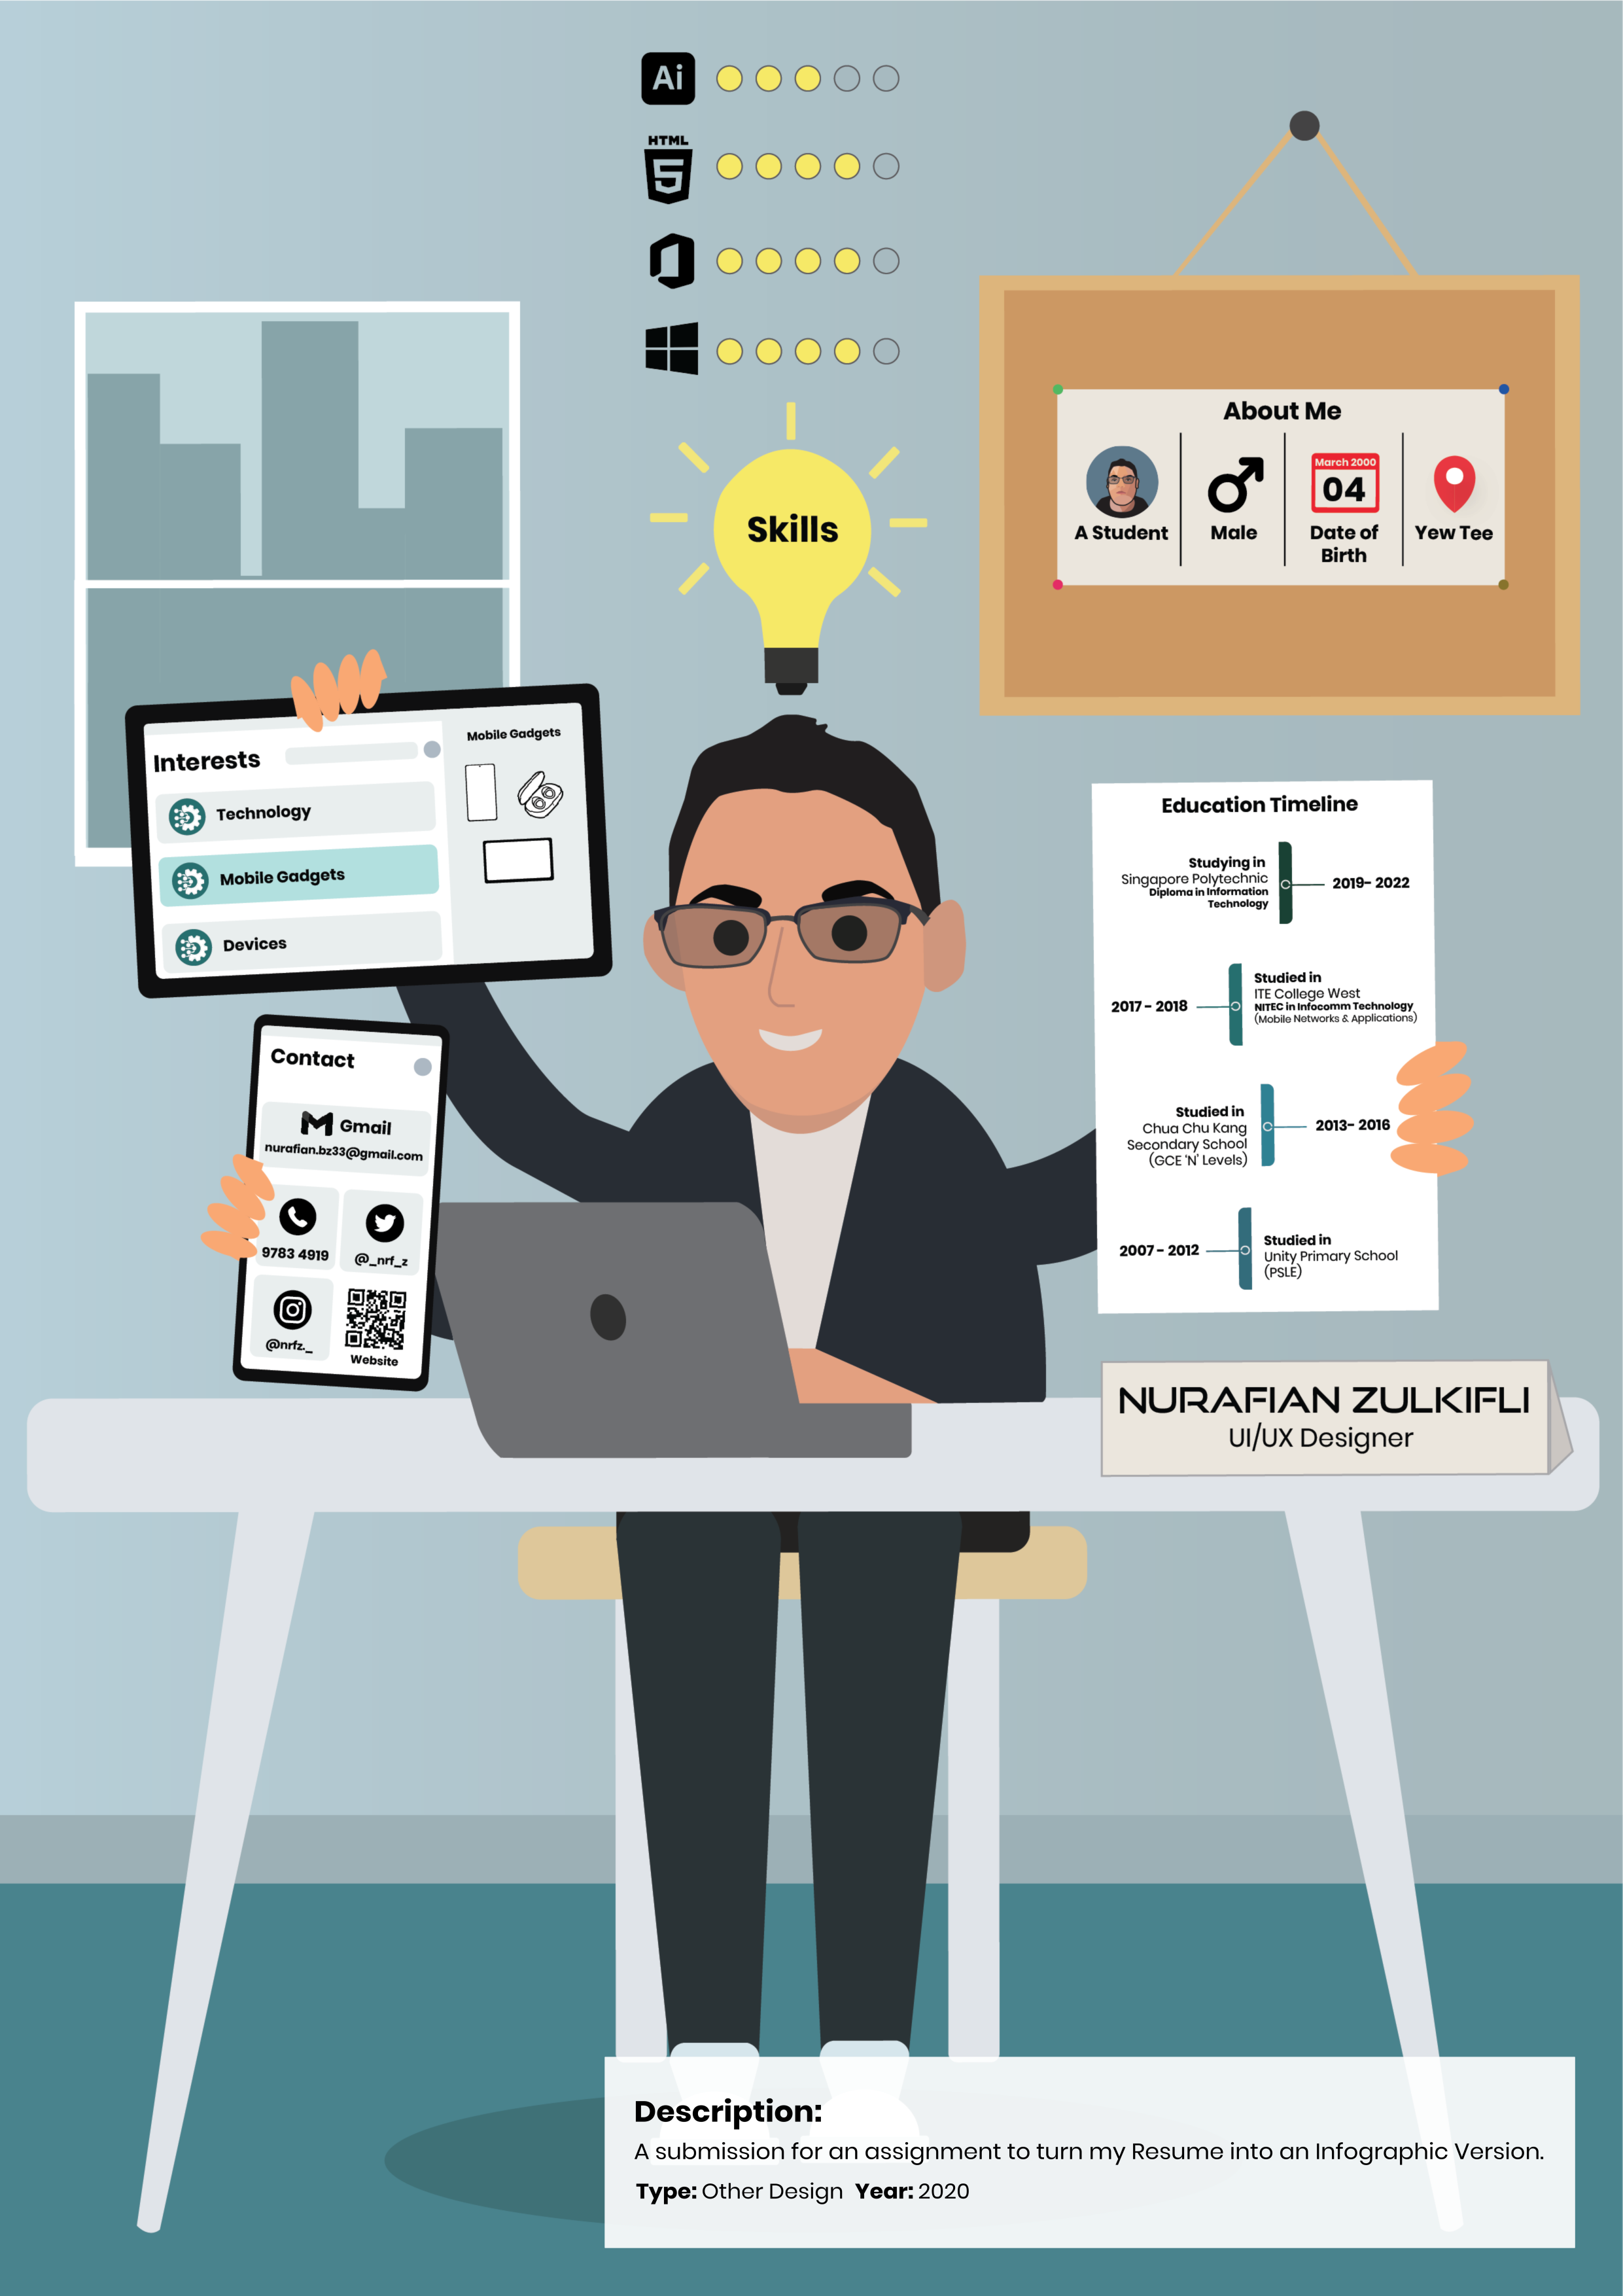 Ai
HTML
5
Skills
About Me
A Student
Male
March 2000
04
Date of
Birth
Yew Tee
Interests
Technology
Mobile Gadgets
Devices
Mobile Gadgets
Education Timeline
Studying in
Singapore Polytechnic
Diploma in Information
Technology
2019- 2022
2017 - 2018
Studied in
ITE College West
NITEC in Infocomm Technology
(Mobile Networks & Applications)
Studied in
Chua Chu Kang
Secondary School
(GCE 'N' Levels)
2013- 2016
2007 - 2012
Studied in
Unity Primary School
(PSLE)
Contact
Gmail
nurafian.bz33@gmail.com
9783 4919
@_nrf_z
@nrfz._
Website
NURAFIAN ZULKIFLI
UI/UX Designer
Description:
A submission for an assignment to turn my Resume into an Infographic Version.
Type: Other Design Year: 2020